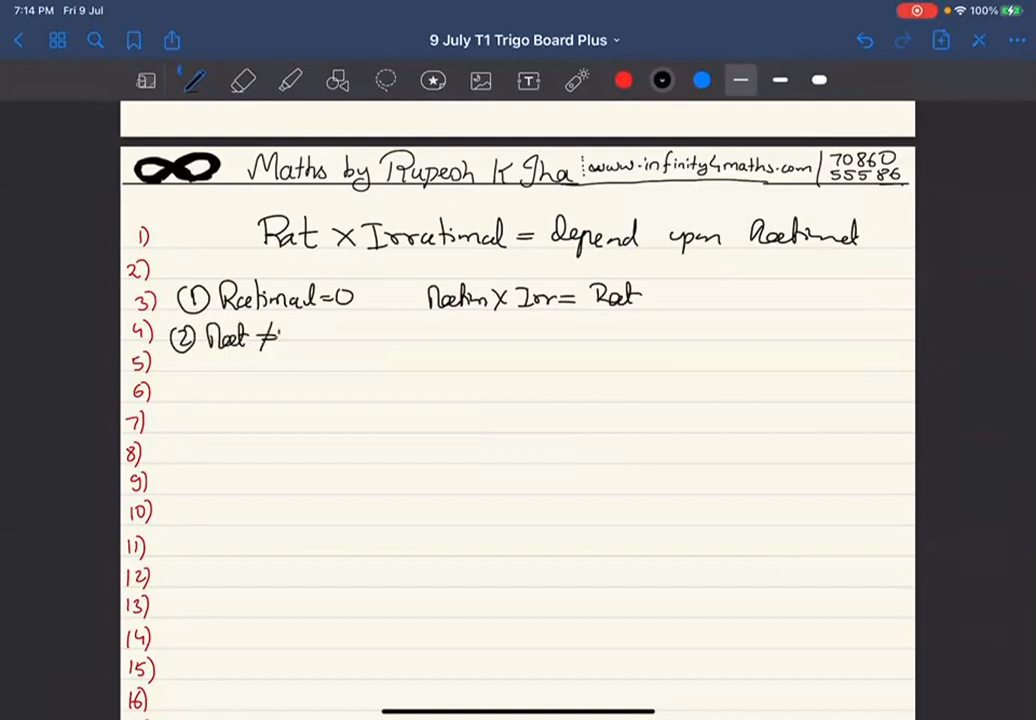 7:14 PM Fri 9 Jul
100%
9 July T1 Trigo Board Plus
Maths by Rupesh K Jha www.infinity4maths.com / 70860 55586
1) Rat × Irrational = depend upon Rational
2)
3) ① Rational = 0 Ration × Irr = Rat
4) ② Rat ≠
5)
6)
7)
8)
9)
10)
11)
12)
13)
14)
15)
16)